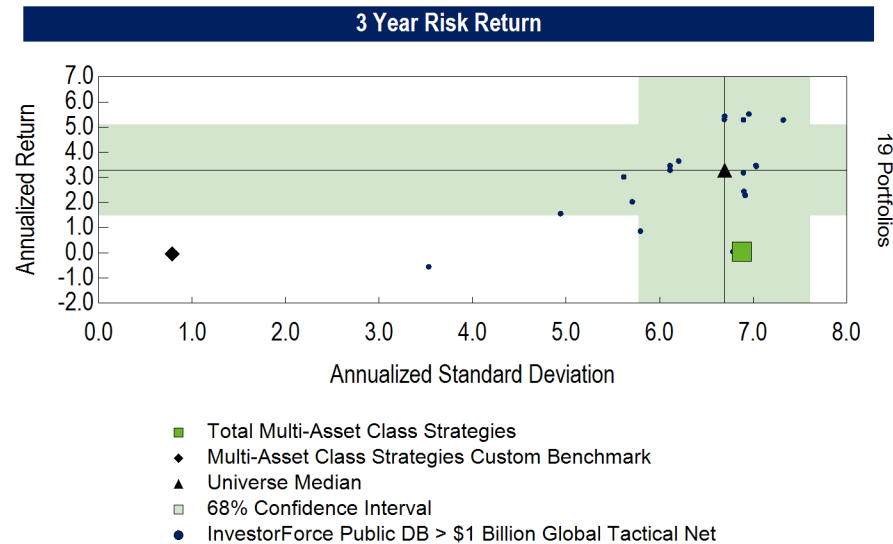 3 Year Risk Return
7.0
6.0
5.0
4.0
3.0
2.0
1.0
0.0
-1.0
-2.0
Annualized Return
0.0 1.0 2.0 3.0 4.0 5.0 6.0 7.0 8.0
Annualized Standard Deviation
19 Portfolios
Total Multi-Asset Class Strategies
Multi-Asset Class Strategies Custom Benchmark
Universe Median
68% Confidence Interval
InvestorForce Public DB > $1 Billion Global Tactical Net